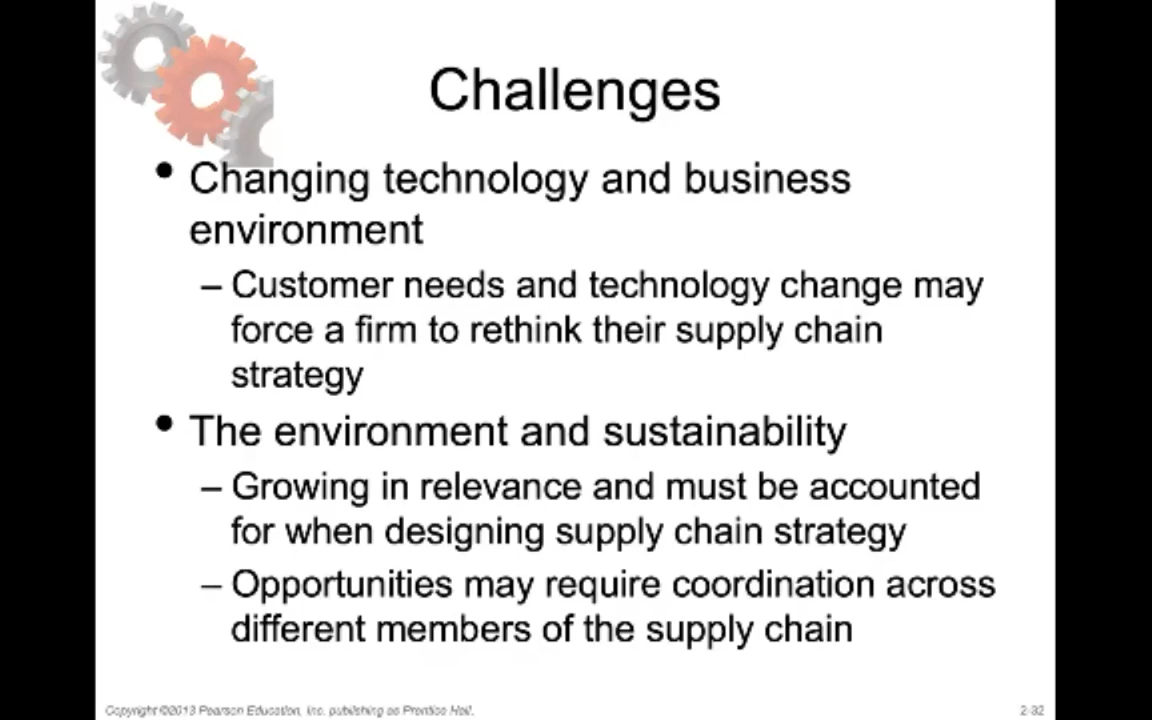 Challenges
• Changing technology and business
environment
– Customer needs and technology change may
force a firm to rethink their supply chain
strategy
• The environment and sustainability
– Growing in relevance and must be accounted
for when designing supply chain strategy
– Opportunities may require coordination across
different members of the supply chain
Copyright ©2013 Pearson Education, Inc. publishing as Prentice Hall.
2-32